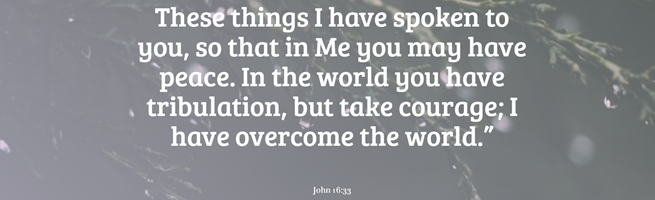 These things I have spoken to
you, so that in Me you may have
peace. In the world you have
tribulation, but take courage; I
have overcome the world.”
John 16:33